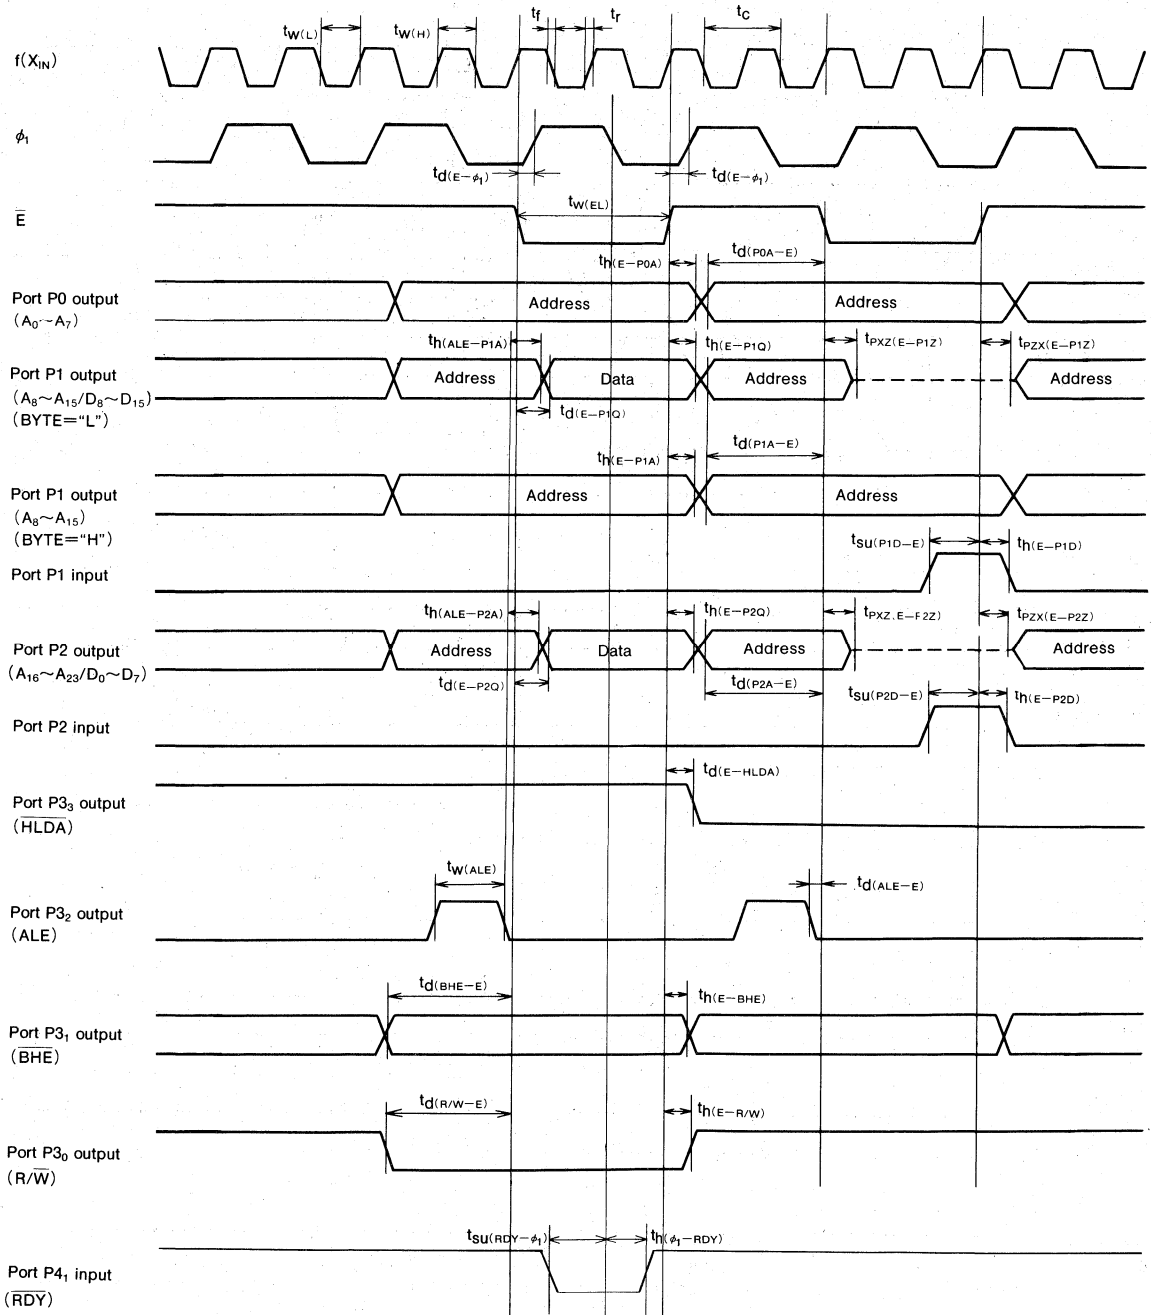 tf tr tc
tw(L) tw(H)
f(XIN)
ϕ1
td(E−ϕ1) td(E−ϕ1)
E̅ tw(EL)
th(E−P0A) td(P0A−E)
Port P0 output Address Address
(A0~A7)
th(ALE−P1A) th(E−P1Q) tPXZ(E−P1Z) tPZX(E−P1Z)
Port P1 output Address Data Address Address
(A8~A15/D8~D15)
(BYTE="L") td(E−P1Q)
th(E−P1A) td(P1A−E)
Port P1 output Address Address
(A8~A15)
(BYTE="H") tsu(P1D−E) th(E−P1D)
Port P1 input
th(ALE−P2A) th(E−P2Q) tPXZ(E−P2Z) tPZX(E−P2Z)
Port P2 output Address Data Address Address
(A16~A23/D0~D7)
td(E−P2Q) td(P2A−E) tsu(P2D−E) th(E−P2D)
Port P2 input
td(E−HLDA)
Port P33 output
(H̅L̅D̅A̅)
tw(ALE) td(ALE−E)
Port P32 output
(ALE)
td(BHE−E) th(E−BHE)
Port P31 output
(B̅H̅E̅)
td(R/W−E) th(E−R/W)
Port P30 output
(R/W̅)
tsu(RDY−ϕ1) th(ϕ1−RDY)
Port P41 input
(R̅D̅Y̅)